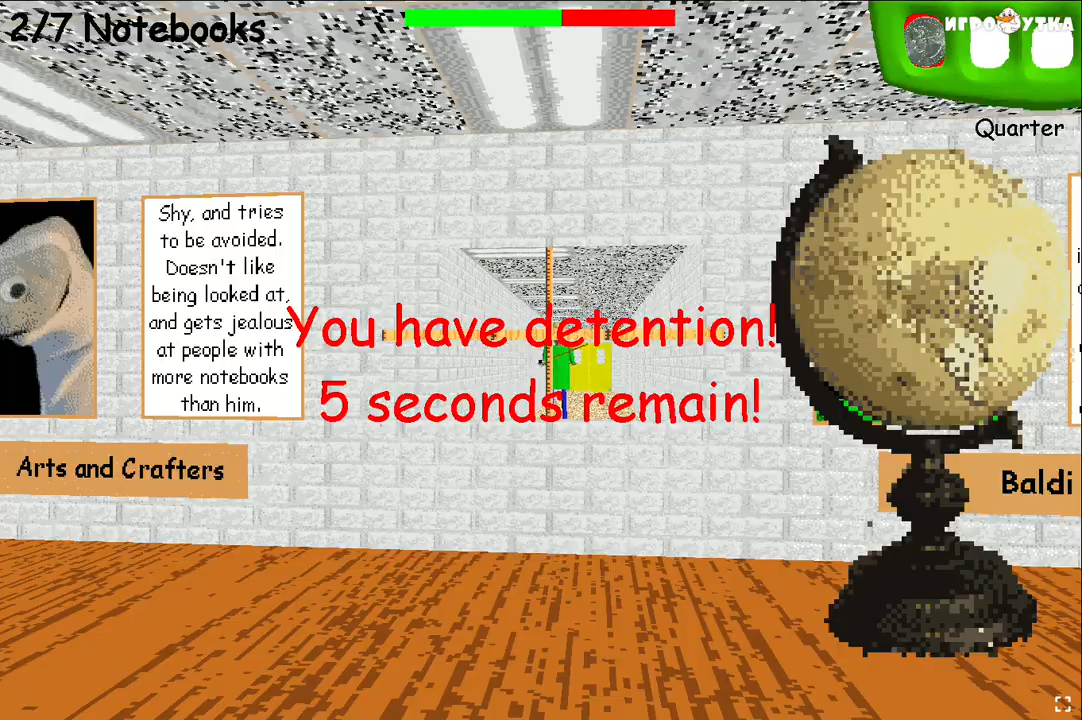 2/7 Notebooks
ИГРОУТКА
Quarter
Shy, and tries
to be avoided.
Doesn't like
being looked at,
and gets jealous
at people with
more notebooks
than him.
You have detention!
5 seconds remain!
Arts and Crafters
Baldi